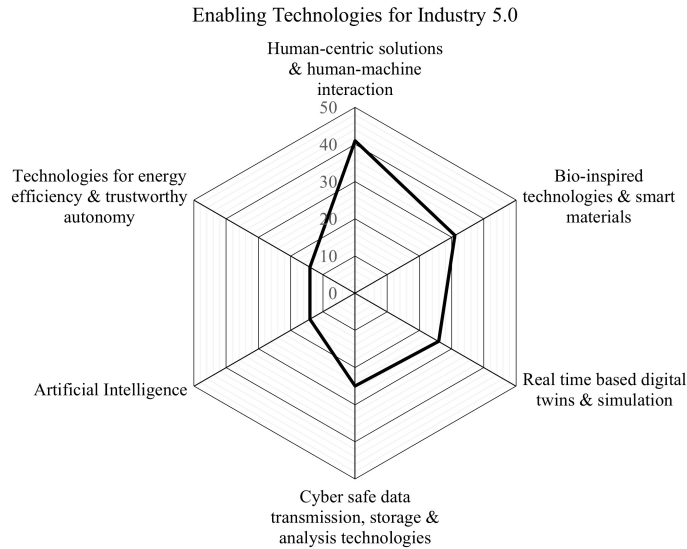 Enabling Technologies for Industry 5.0
Human-centric solutions
& human-machine
interaction
50
40
30
20
10
0
Technologies for energy
efficiency & trustworthy
autonomy
Bio-inspired
technologies & smart
materials
Artificial Intelligence
Real time based digital
twins & simulation
Cyber safe data
transmission, storage &
analysis technologies